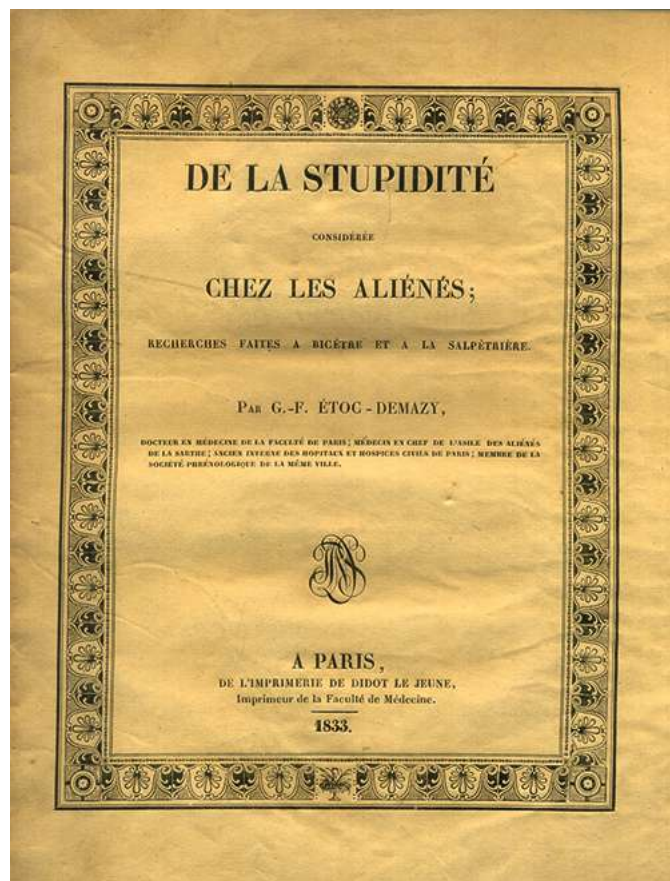 DE LA STUPIDITÉ
CONSIDÉRÉE
CHEZ LES ALIÉNÉS;
RECHERCHES FAITES A BICÊTRE ET A LA SALPÊTRIÈRE.
PAR G.-F. ÉTOC-DEMAZY,
DOCTEUR EN MÉDECINE DE LA FACULTÉ DE PARIS; MÉDECIN EN CHEF DE L'ASILE DES ALIÉNÉS
DE LA SARTHE; ANCIEN INTERNE DES HOPITAUX ET HOSPICES CIVILS DE PARIS; MEMBRE DE LA
SOCIÉTÉ PHRÉNOLOGIQUE DE LA MÊME VILLE.
A PARIS,
DE L'IMPRIMERIE DE DIDOT LE JEUNE,
Imprimeur de la Faculté de Médecine.
1833.